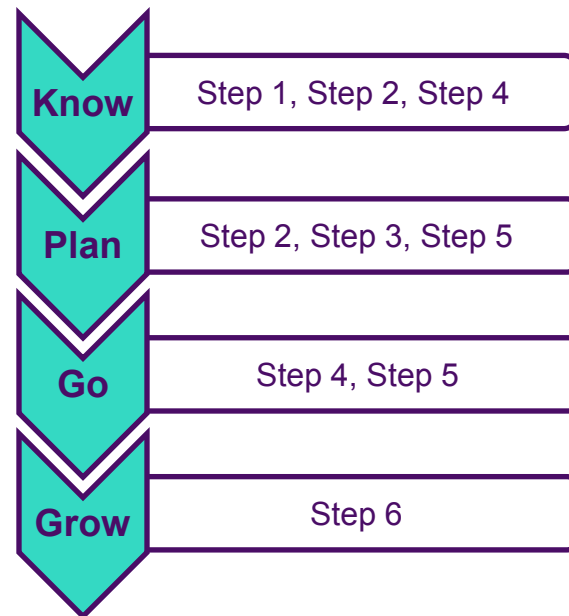 Know
Step 1, Step 2, Step 4
Plan
Step 2, Step 3, Step 5
Go
Step 4, Step 5
Grow
Step 6